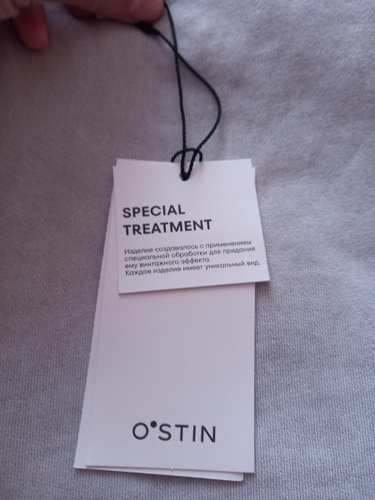 SPECIAL
TREATMENT
Изделие создавалось с применением
специальной обработки для придания
ему винтажного эффекта.
Каждое изделие имеет уникальный вид.
O'STIN